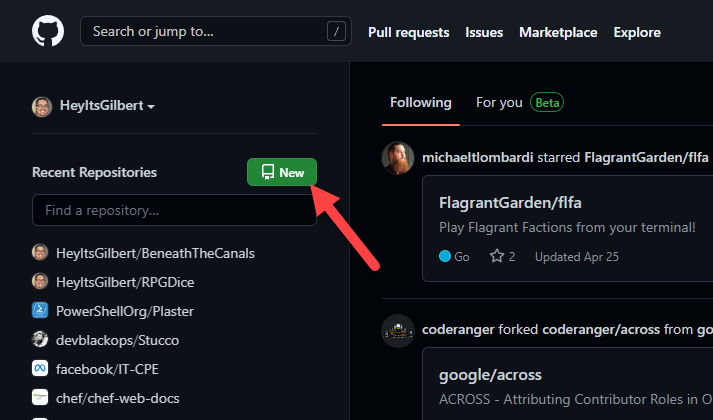 Search or jump to…
/
Pull requests
Issues
Marketplace
Explore
HeyItsGilbert
Recent Repositories
New
Find a repository…
HeyItsGilbert/BeneathTheCanals
HeyItsGilbert/RPGDice
PowerShellOrg/Plaster
devblackops/Stucco
facebook/IT-CPE
chef/chef-web-docs
Following
For you
Beta
michaeltlombardi starred FlagrantGarden/flfa
FlagrantGarden/flfa
Play Flagrant Factions from your terminal!
Go
2
Updated Apr 25
coderanger forked coderanger/across from go
google/across
ACROSS - Attributing Contributor Roles in O